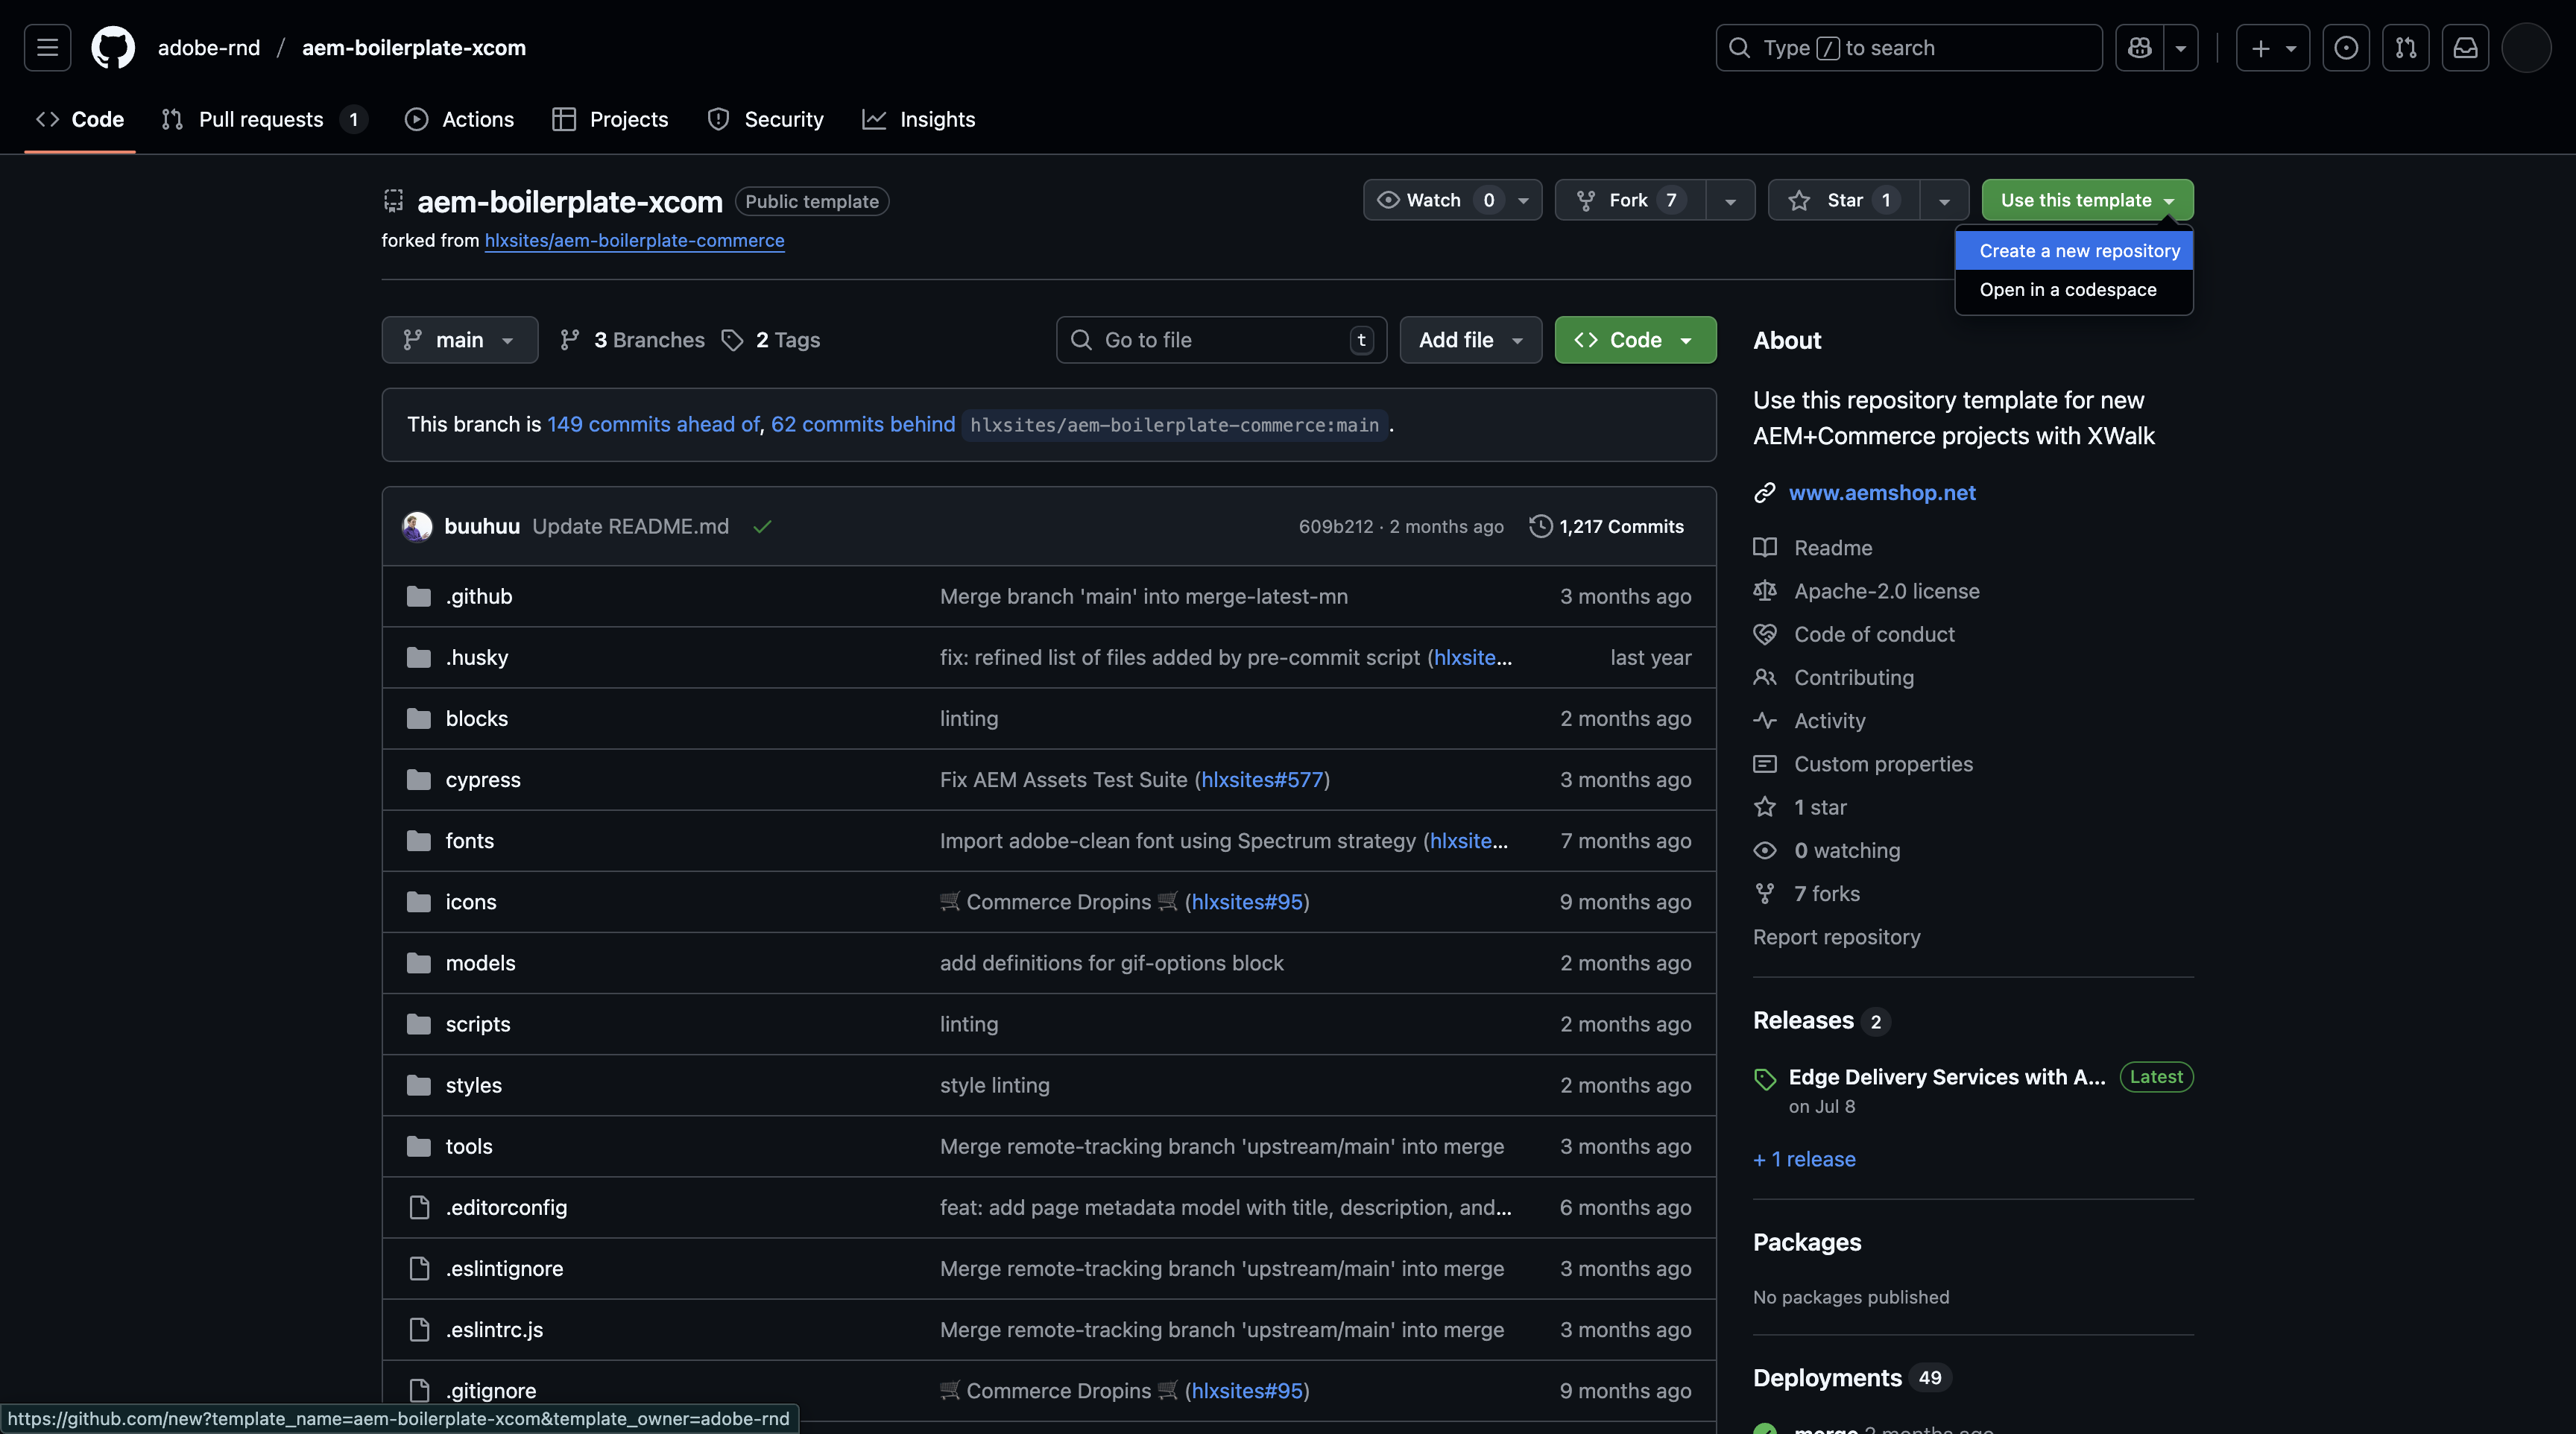 adobe-rnd / aem-boilerplate-xcom
Type / to search
Code
Pull requests 1
Actions
Projects
Security
Insights
aem-boilerplate-xcom Public template
Watch 0
Fork 7
Star 1
Use this template
forked from hlxsites/aem-boilerplate-commerce
Create a new repository
Open in a codespace
main
3 Branches
2 Tags
Go to file t
Add file
Code
This branch is 149 commits ahead of, 62 commits behind hlxsites/aem-boilerplate-commerce:main .
buuhuu Update README.md 609b212 · 2 months ago 1,217 Commits
.github Merge branch 'main' into merge-latest-mn 3 months ago
.husky fix: refined list of files added by pre-commit script (hlxsite... last year
blocks linting 2 months ago
cypress Fix AEM Assets Test Suite (hlxsites#577) 3 months ago
fonts Import adobe-clean font using Spectrum strategy (hlxsite... 7 months ago
icons 🛒 Commerce Dropins 🛒 (hlxsites#95) 9 months ago
models add definitions for gif-options block 2 months ago
scripts linting 2 months ago
styles style linting 2 months ago
tools Merge remote-tracking branch 'upstream/main' into merge 3 months ago
.editorconfig feat: add page metadata model with title, description, and... 6 months ago
.eslintignore Merge remote-tracking branch 'upstream/main' into merge 3 months ago
.eslintrc.js Merge remote-tracking branch 'upstream/main' into merge 3 months ago
.gitignore 🛒 Commerce Dropins 🛒 (hlxsites#95) 9 months ago
About
Use this repository template for new
AEM+Commerce projects with XWalk
www.aemshop.net
Readme
Apache-2.0 license
Code of conduct
Contributing
Activity
Custom properties
1 star
0 watching
7 forks
Report repository
Releases 2
Edge Delivery Services with A... Latest
on Jul 8
+ 1 release
Packages
No packages published
Deployments 49
merge 2 months ago
https://github.com/new?template_name=aem-boilerplate-xcom&template_owner=adobe-rnd